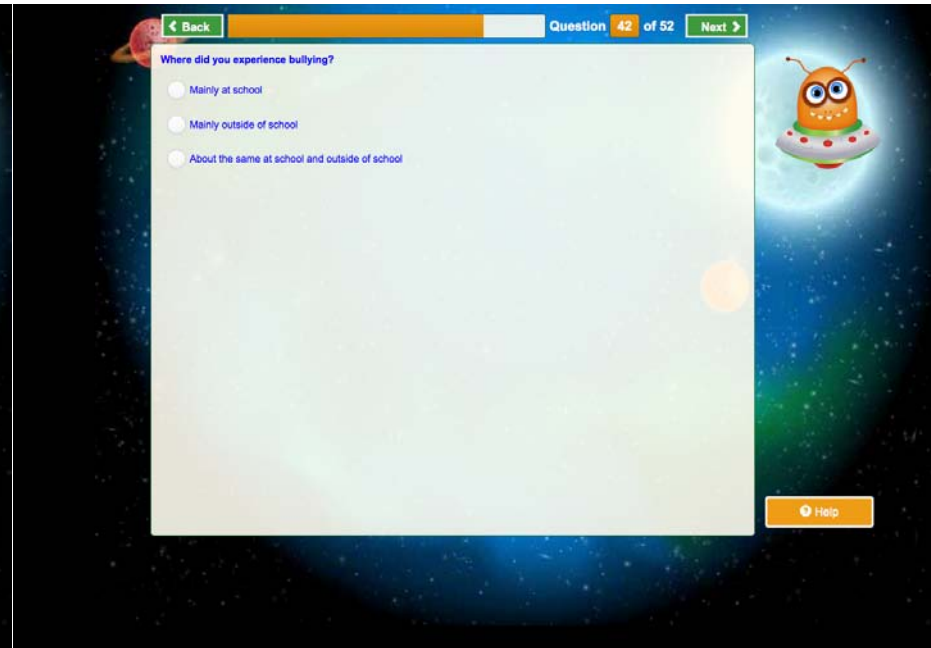 Back
Question 42 of 52
Next
Where did you experience bullying?
Mainly at school
Mainly outside of school
About the same at school and outside of school
? Help